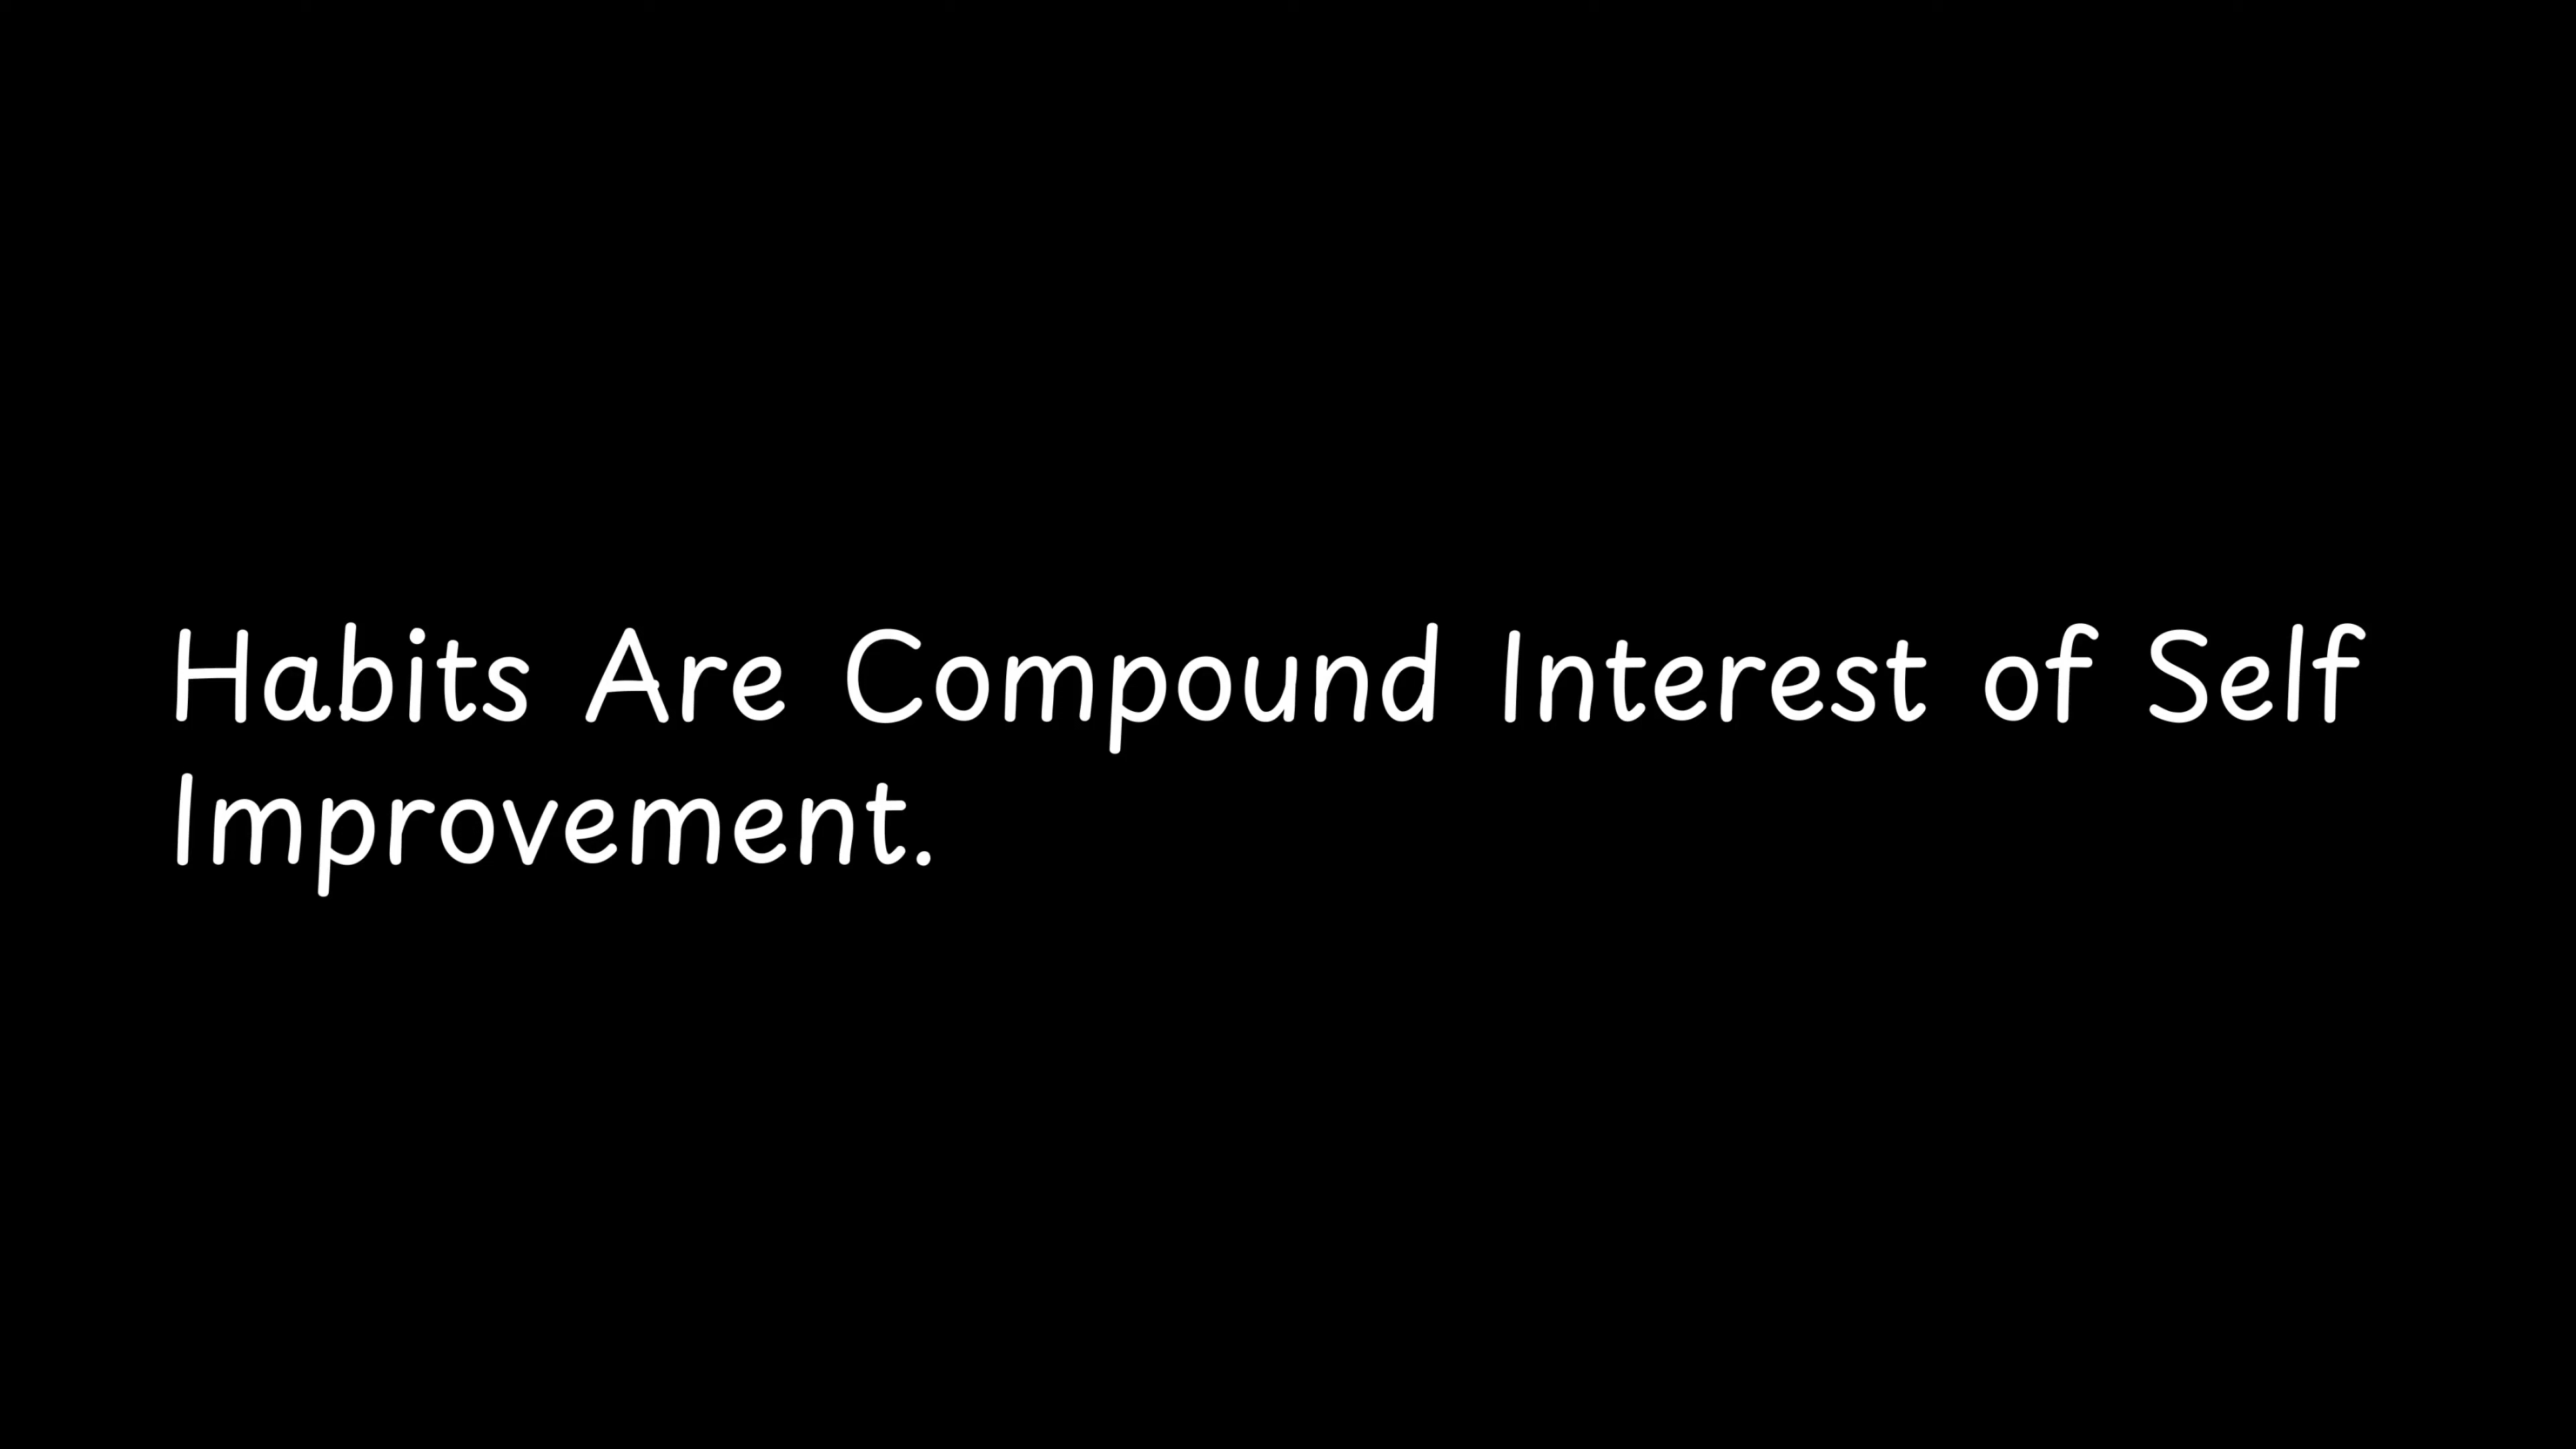 Habits Are Compound Interest of Self
Improvement.